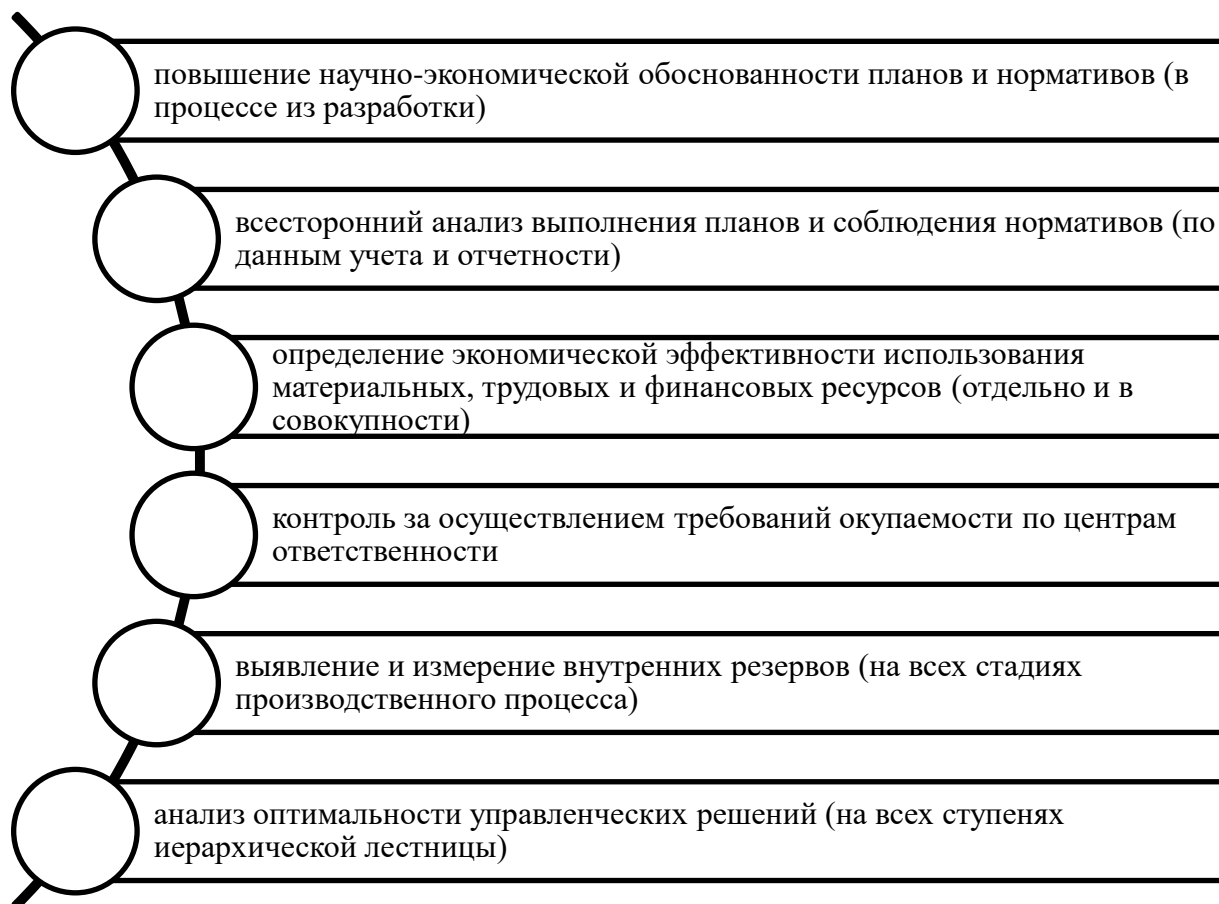 повышение научно-экономической обоснованности планов и нормативов (в
процессе из разработки)
всесторонний анализ выполнения планов и соблюдения нормативов (по
данным учета и отчетности)
определение экономической эффективности использования
материальных, трудовых и финансовых ресурсов (отдельно и в
совокупности)
контроль за осуществлением требований окупаемости по центрам
ответственности
выявление и измерение внутренних резервов (на всех стадиях
производственного процесса)
анализ оптимальности управленческих решений (на всех ступенях
иерархической лестницы)